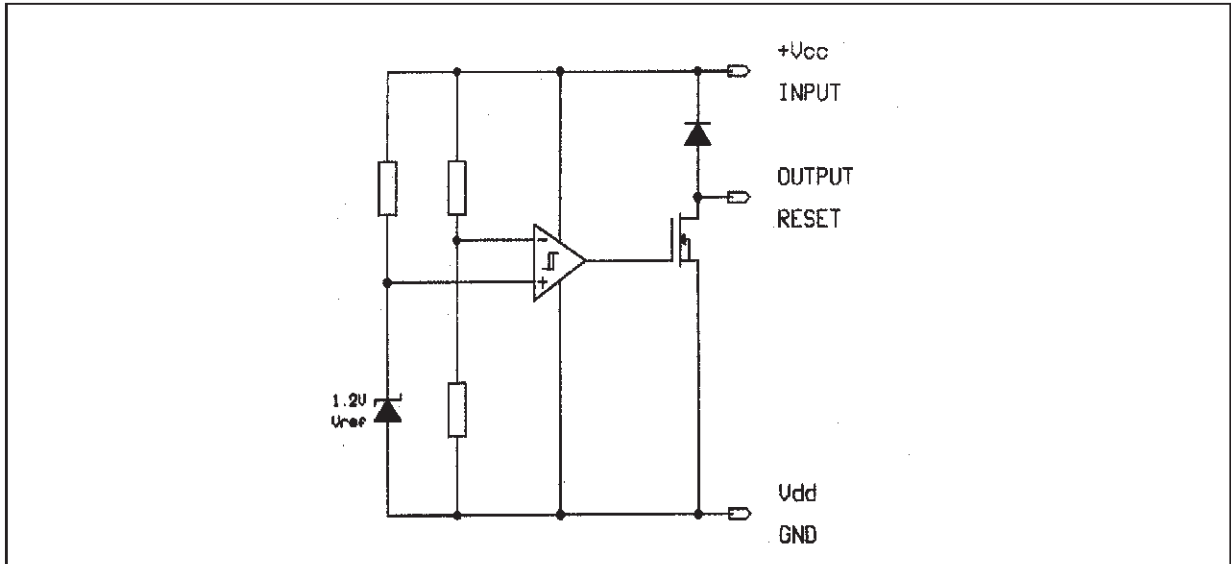 +Vcc
INPUT
OUTPUT
RESET
-
+
1.2V
Vref
Vdd
GND